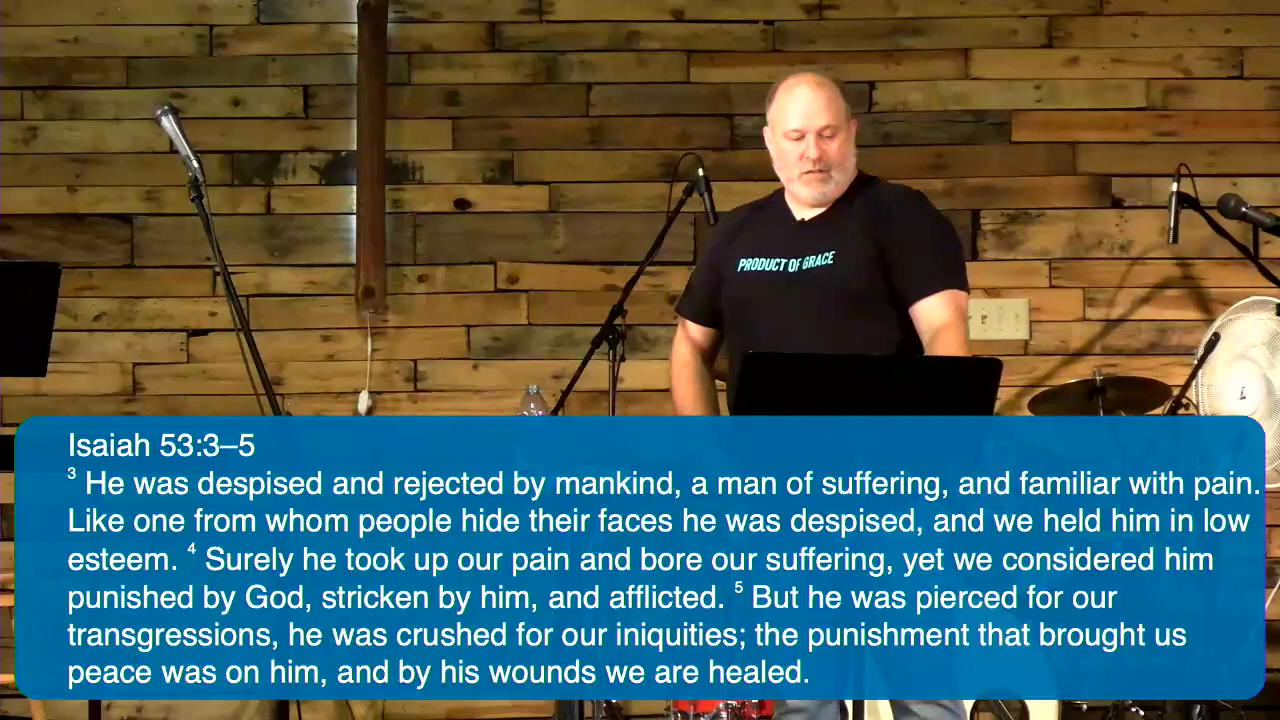 PRODUCT OF GRACE
Isaiah 53:3–5
³ He was despised and rejected by mankind, a man of suffering, and familiar with pain.
Like one from whom people hide their faces he was despised, and we held him in low
esteem. ⁴ Surely he took up our pain and bore our suffering, yet we considered him
punished by God, stricken by him, and afflicted. ⁵ But he was pierced for our
transgressions, he was crushed for our iniquities; the punishment that brought us
peace was on him, and by his wounds we are healed.